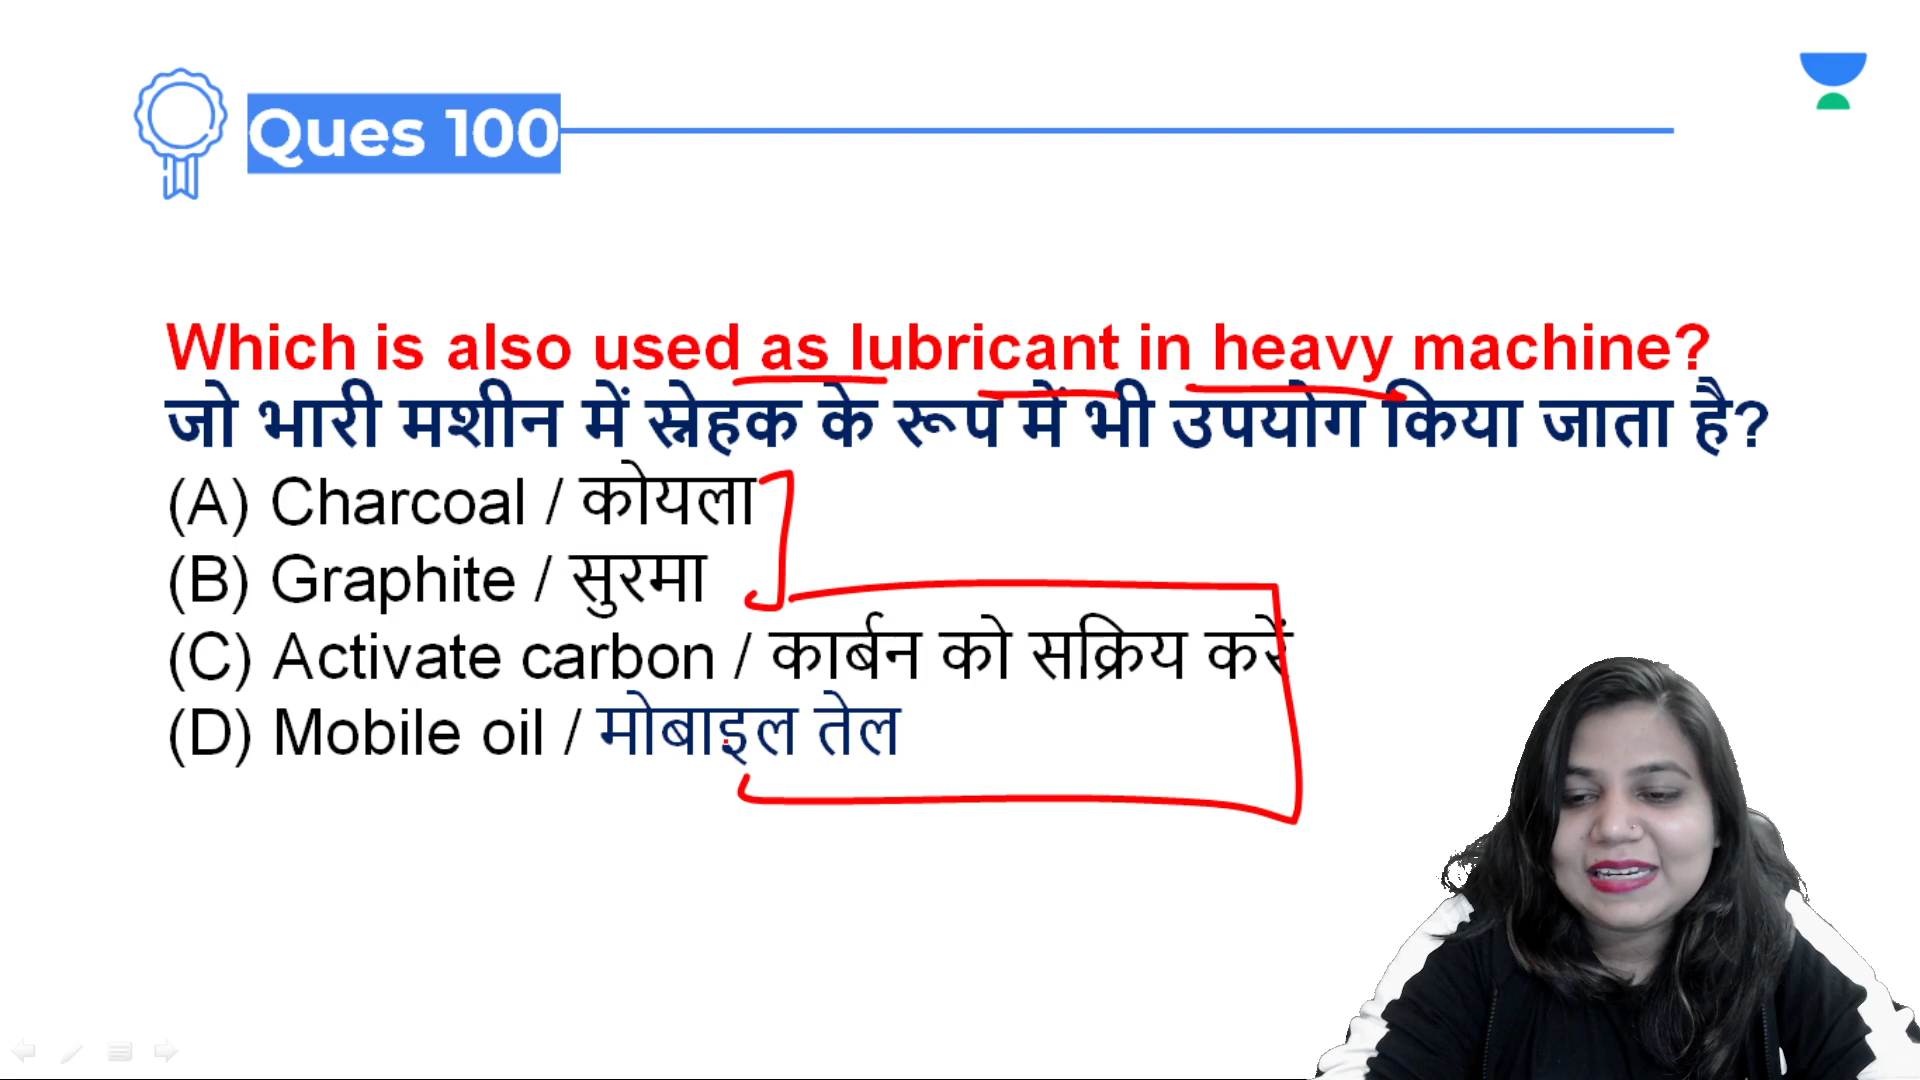 Ques 100
Which is also used as lubricant in heavy machine?
जो भारी मशीन में स्नेहक के रूप में भी उपयोग किया जाता है?
(A) Charcoal / कोयला
(B) Graphite / सुरमा
(C) Activate carbon / कार्बन को सक्रिय करें
(D) Mobile oil / मोबाइल तेल